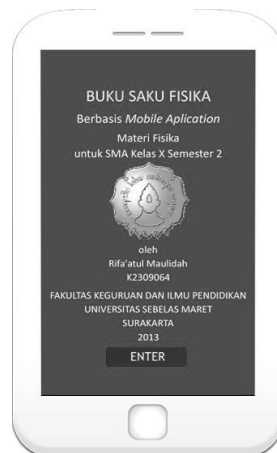 BUKU SAKU FISIKA
Berbasis Mobile Aplication
Materi Fisika
untuk SMA Kelas X Semester 2
oleh
Rifa'atul Maulidah
K2309064
FAKULTAS KEGURUAN DAN ILMU PENDIDIKAN
UNIVERSITAS SEBELAS MARET
SURAKARTA
2013
ENTER